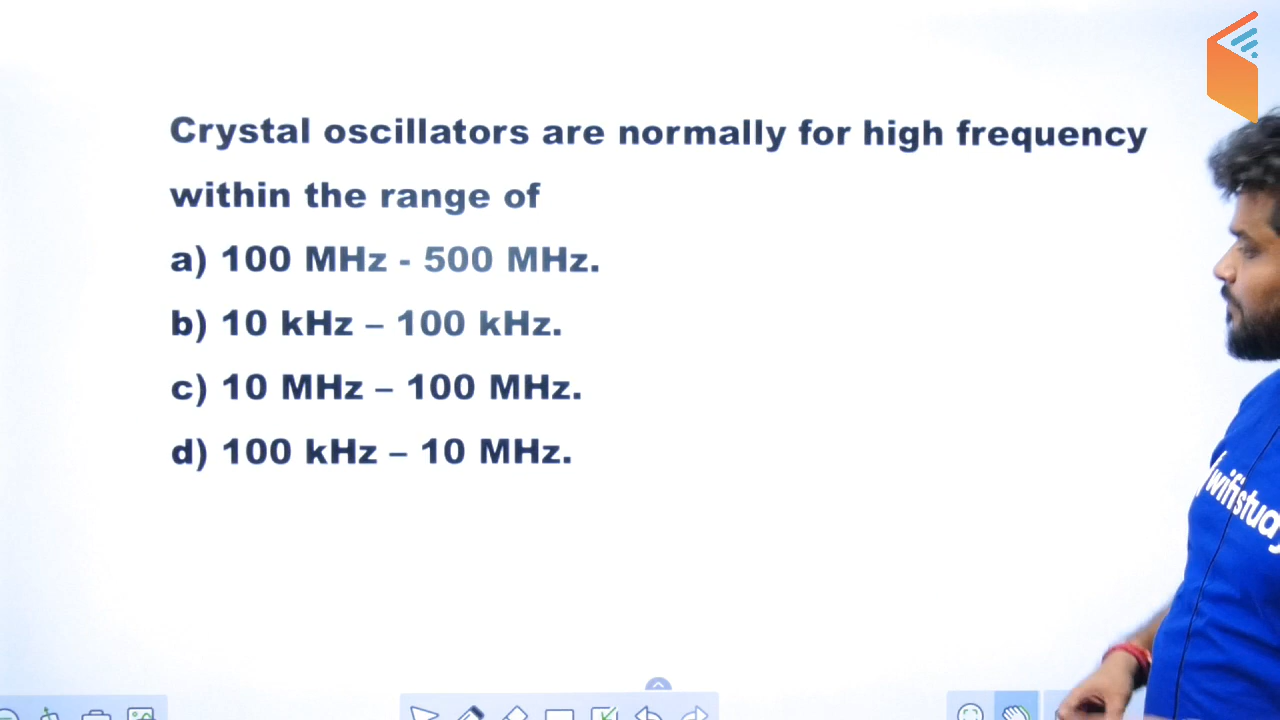 Crystal oscillators are normally for high frequency
within the range of
a) 100 MHz - 500 MHz.
b) 10 kHz – 100 kHz.
c) 10 MHz – 100 MHz.
d) 100 kHz – 10 MHz.
wifistudy